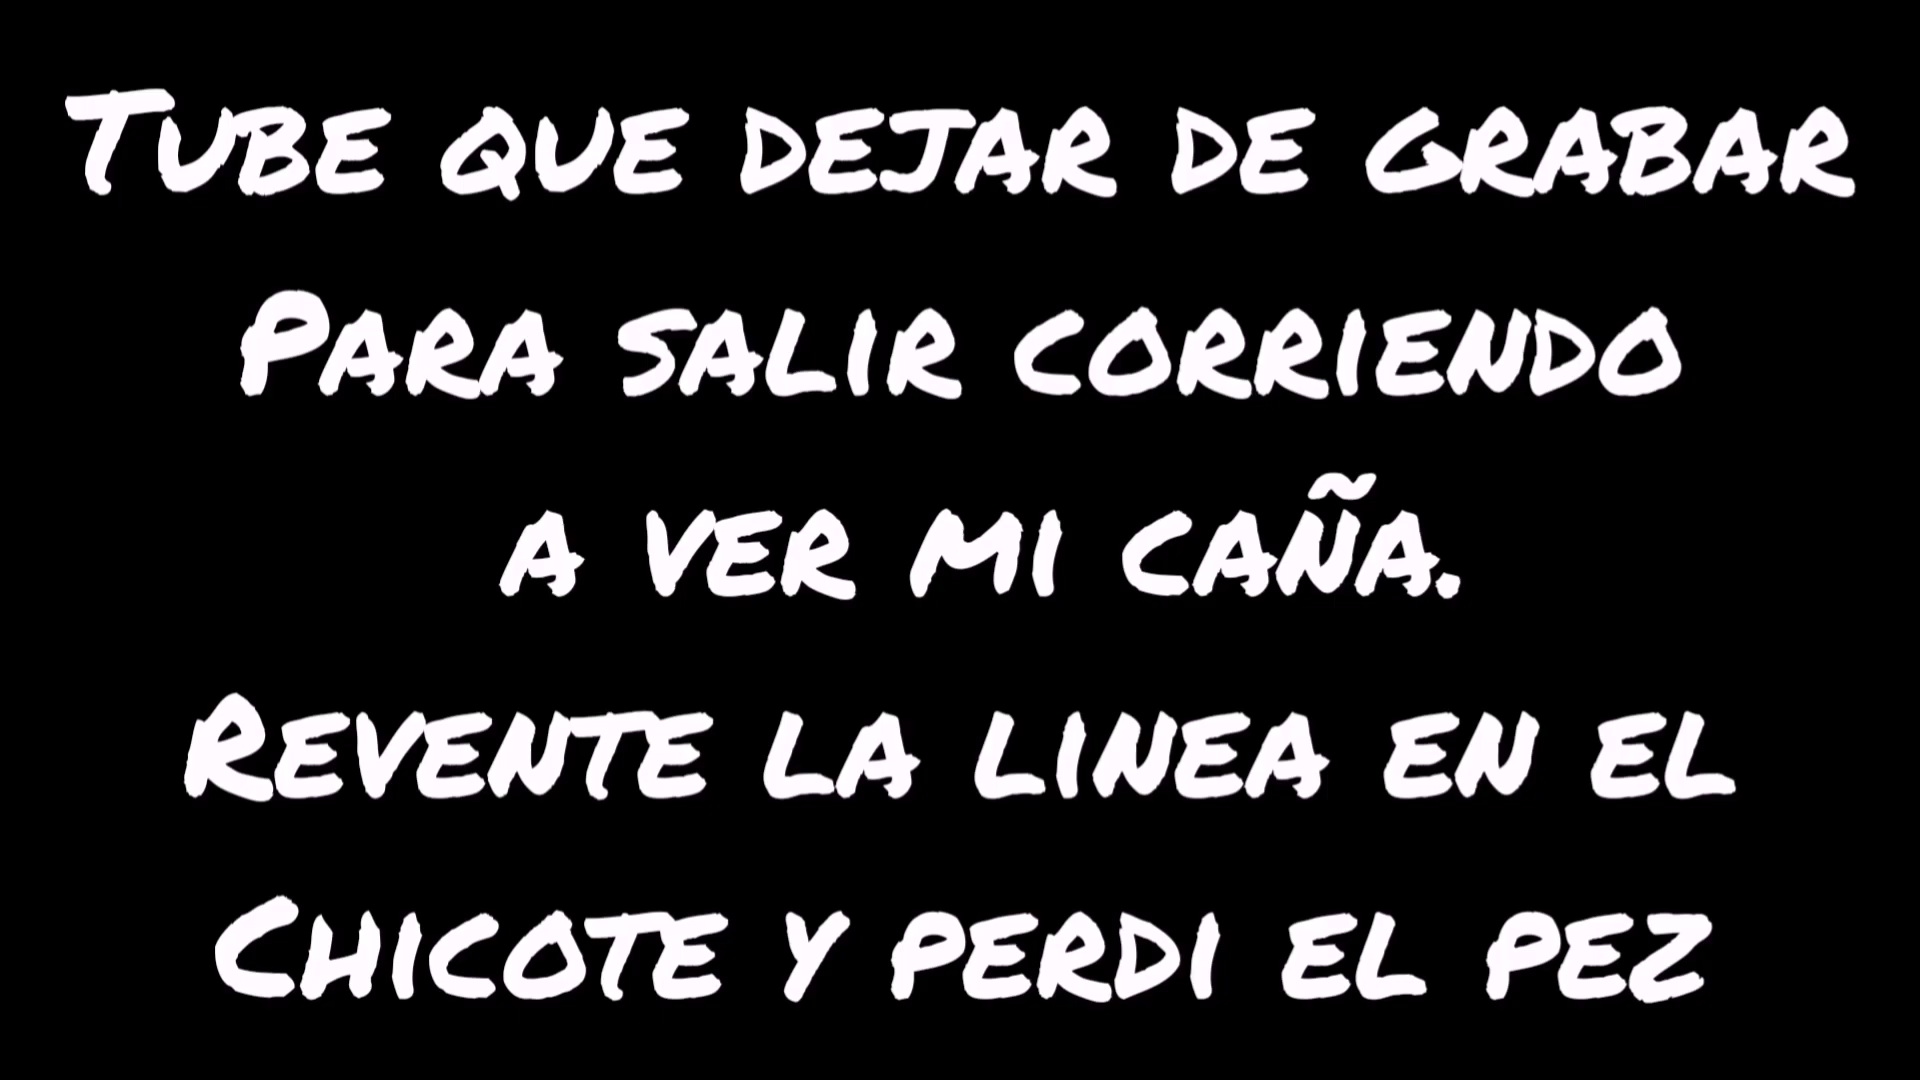 Tube que dejar de grabar
Para salir corriendo
a ver mi caña.
Revente la linea en el
Chicote y perdi el pez